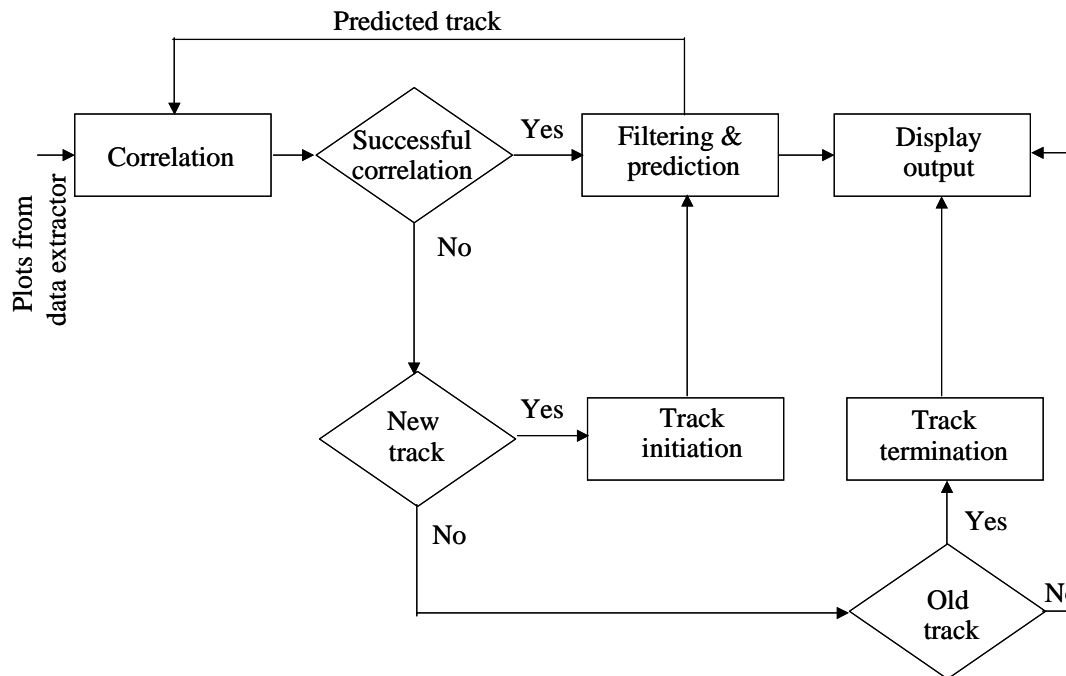 Predicted track
Correlation
Successful
correlation
Yes
Filtering &
prediction
Display
output
Plots from
data extractor
No
New
track
Yes
Track
initiation
Track
termination
No
Yes
Old
track